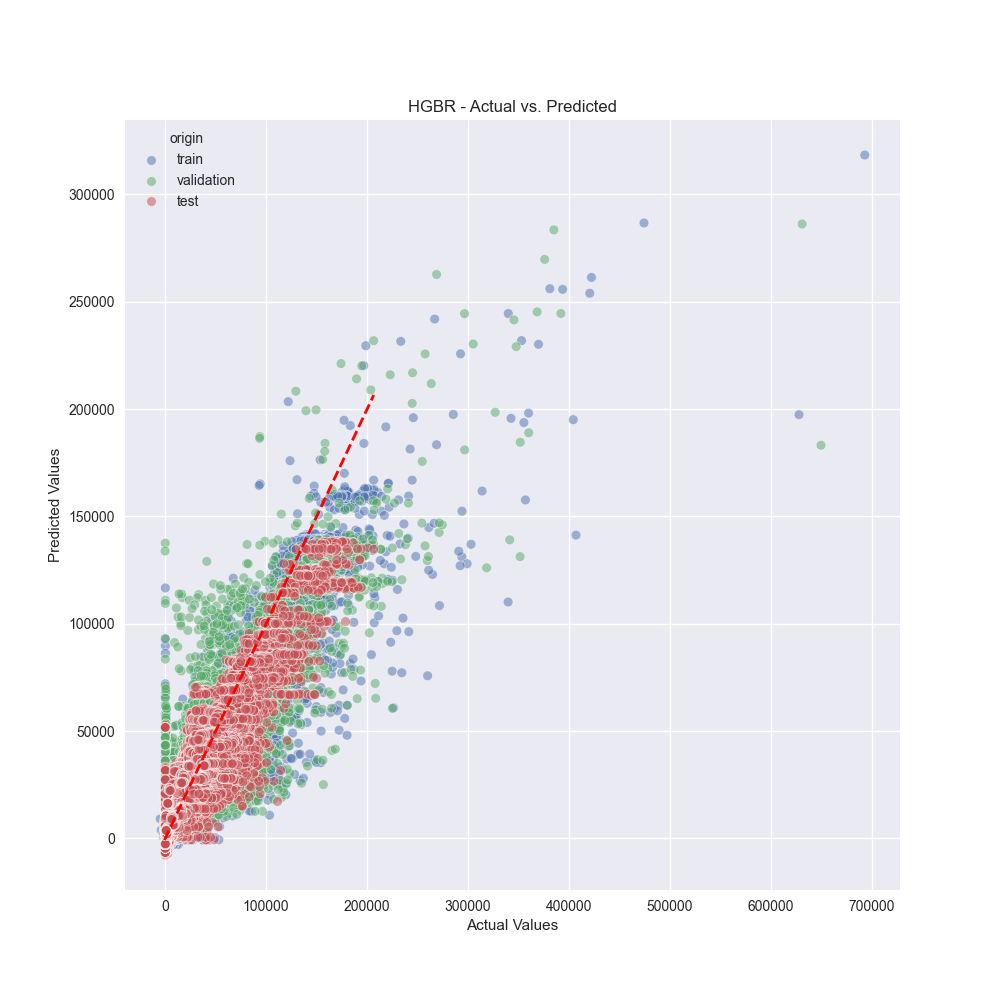 HGBR - Actual vs. Predicted
origin
train
validation
test
300000
250000
200000
150000
100000
50000
0
Predicted Values
0 100000 200000 300000 400000 500000 600000 700000
Actual Values